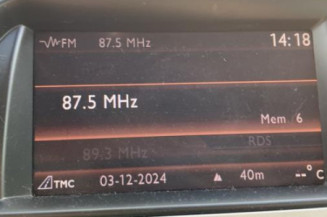 FM 87.5 MHz 14:18
87.5 MHz
Mem 6
RDS
89.3 MHz
TMC 03-12-2024 40m --° C